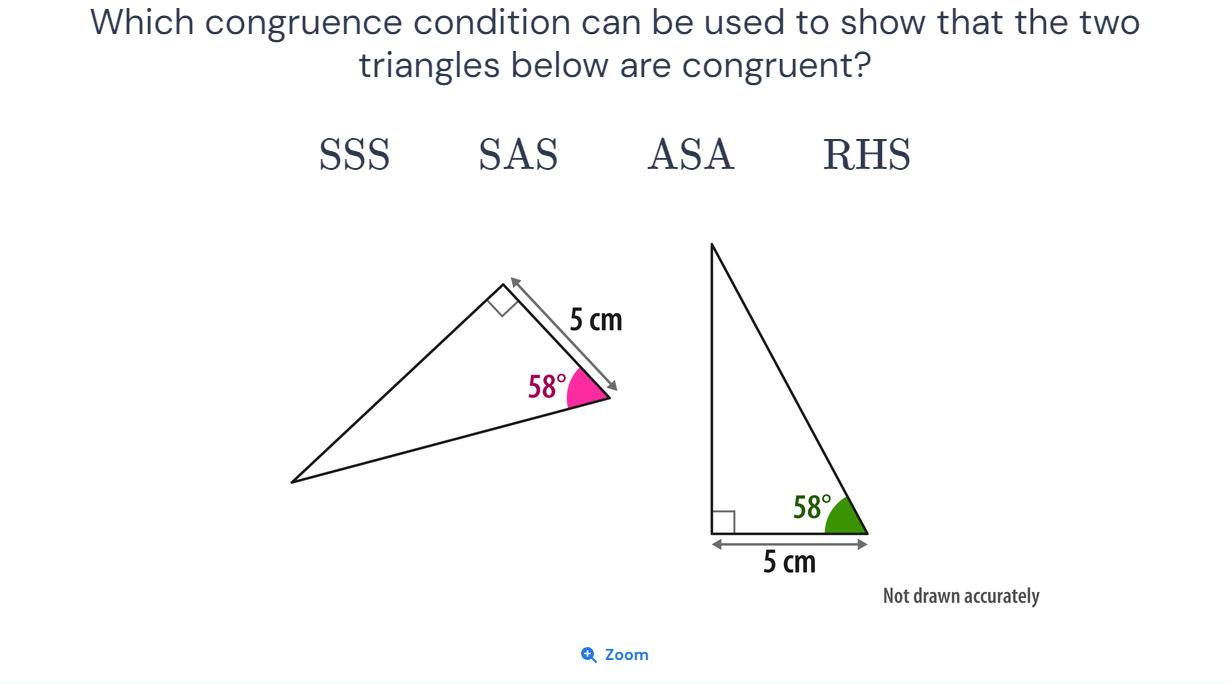 Which congruence condition can be used to show that the two
triangles below are congruent?
SSS SAS ASA RHS
5 cm
58°
58°
5 cm
Not drawn accurately
Zoom